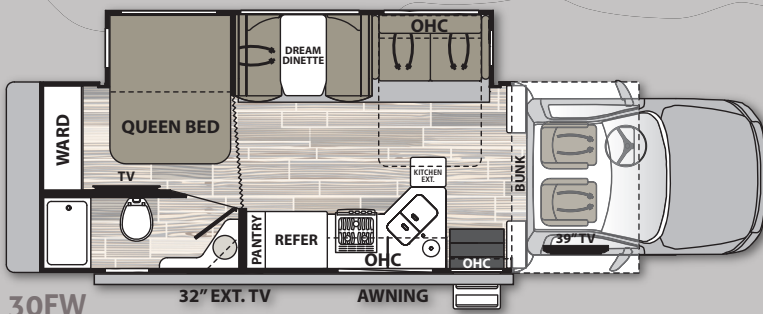 OHC
DREAM
DINETTE
QUEEN BED
WARD
TV
KITCHEN
EXT.
BUNK
PANTRY
REFER
OHC
OHC
39" TV
32" EXT. TV
AWNING
30FW